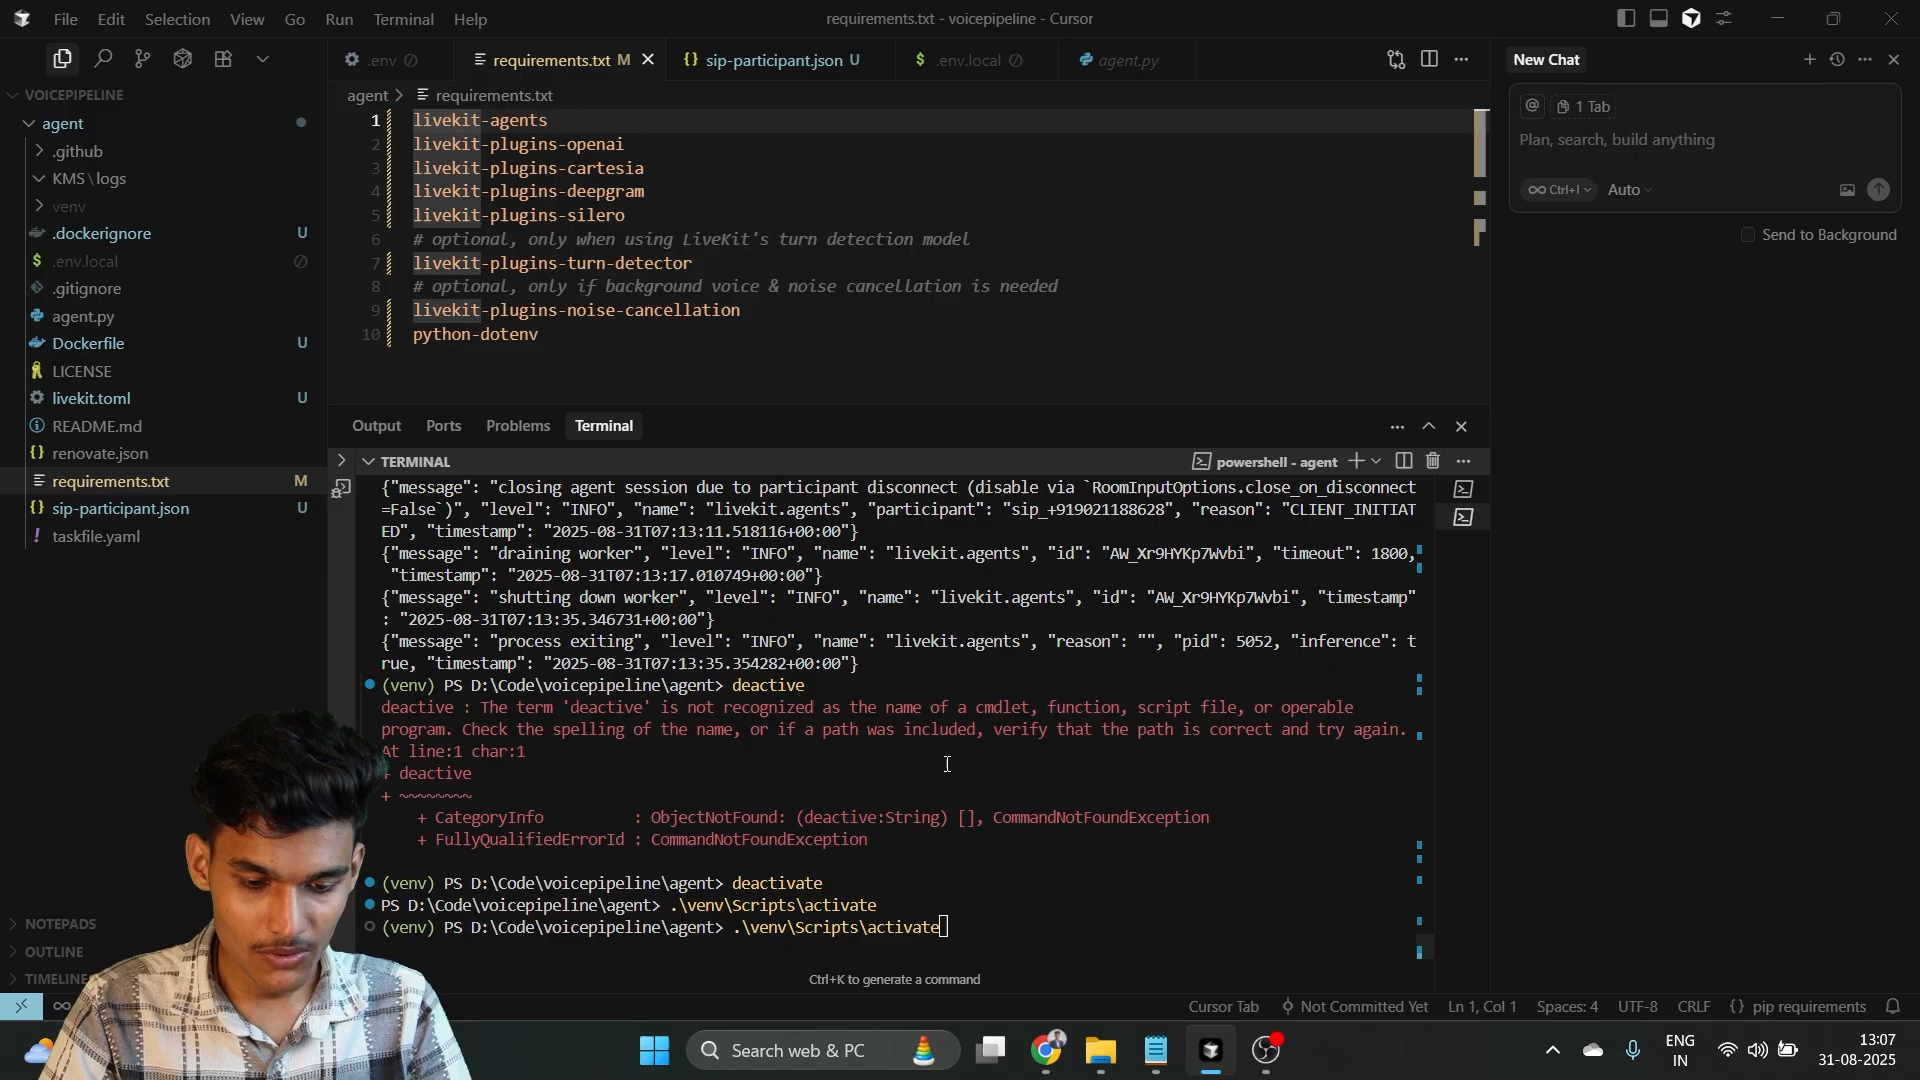 File Edit Selection View Go Run Terminal Help
requirements.txt - voicepipeline - Cursor
.env
requirements.txt M
{} sip-participant.json U
$ .env.local
agent.py
New Chat
VOICEPIPELINE
agent
.github
KMS\logs
venv
.dockerignore U
$ .env.local
.gitignore
agent.py
Dockerfile U
LICENSE
livekit.toml U
README.md
{} renovate.json
requirements.txt M
{} sip-participant.json U
! taskfile.yaml
NOTEPADS
OUTLINE
TIMELINE
agent > requirements.txt
1 livekit-agents
2 livekit-plugins-openai
3 livekit-plugins-cartesia
4 livekit-plugins-deepgram
5 livekit-plugins-silero
6 # optional, only when using LiveKit's turn detection model
7 livekit-plugins-turn-detector
8 # optional, only if background voice & noise cancellation is needed
9 livekit-plugins-noise-cancellation
10 python-dotenv
Output Ports Problems Terminal
TERMINAL
powershell - agent
{"message": "closing agent session due to participant disconnect (disable via `RoomInputOptions.close_on_disconnect
=False`)", "level": "INFO", "name": "livekit.agents", "participant": "sip_+919021188628", "reason": "CLIENT_INITIAT
ED", "timestamp": "2025-08-31T07:13:11.518116+00:00"}
{"message": "draining worker", "level": "INFO", "name": "livekit.agents", "id": "AW_Xr9HYKp7Wvbi", "timeout": 1800,
"timestamp": "2025-08-31T07:13:17.010749+00:00"}
{"message": "shutting down worker", "level": "INFO", "name": "livekit.agents", "id": "AW_Xr9HYKp7Wvbi", "timestamp"
: "2025-08-31T07:13:35.346731+00:00"}
{"message": "process exiting", "level": "INFO", "name": "livekit.agents", "reason": "", "pid": 5052, "inference": t
rue, "timestamp": "2025-08-31T07:13:35.354282+00:00"}
(venv) PS D:\Code\voicepipeline\agent> deactive
deactive : The term 'deactive' is not recognized as the name of a cmdlet, function, script file, or operable
program. Check the spelling of the name, or if a path was included, verify that the path is correct and try again.
At line:1 char:1
+ deactive
+ ~~~~~~~~
+ CategoryInfo : ObjectNotFound: (deactive:String) [], CommandNotFoundException
+ FullyQualifiedErrorId : CommandNotFoundException
(venv) PS D:\Code\voicepipeline\agent> deactivate
PS D:\Code\voicepipeline\agent> .\venv\Scripts\activate
(venv) PS D:\Code\voicepipeline\agent> .\venv\Scripts\activate
Ctrl+K to generate a command
@ 1 Tab
Plan, search, build anything
Ctrl+I Auto
Send to Background
Cursor Tab Not Committed Yet Ln 1, Col 1 Spaces: 4 UTF-8 CRLF {} pip requirements
Search web & PC
ENG
IN
13:07
31-08-2025